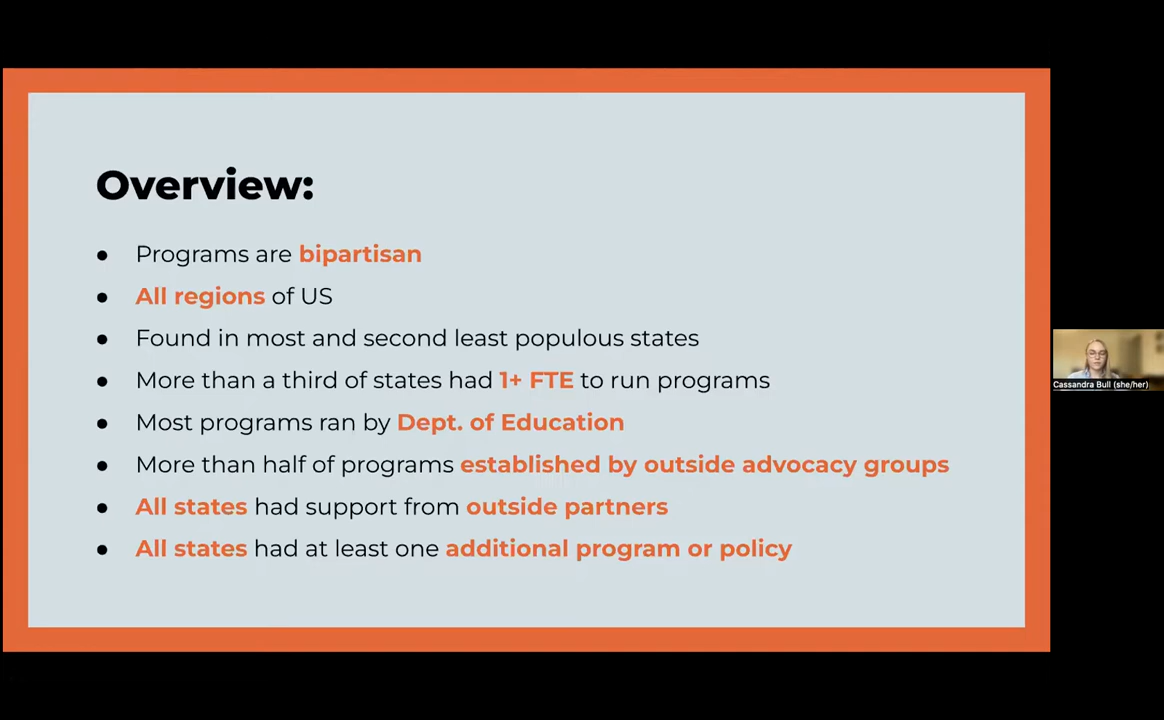 Overview:
● Programs are bipartisan
● All regions of US
● Found in most and second least populous states
● More than a third of states had 1+ FTE to run programs
● Most programs ran by Dept. of Education
● More than half of programs established by outside advocacy groups
● All states had support from outside partners
● All states had at least one additional program or policy
Cassandra Bull (she/her)